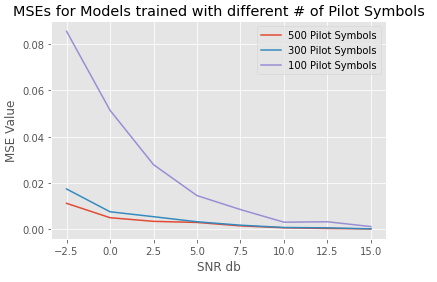 MSEs for Models trained with different # of Pilot Symbols
500 Pilot Symbols
300 Pilot Symbols
100 Pilot Symbols
MSE Value
0.08
0.06
0.04
0.02
0.00
−2.5 0.0 2.5 5.0 7.5 10.0 12.5 15.0
SNR db